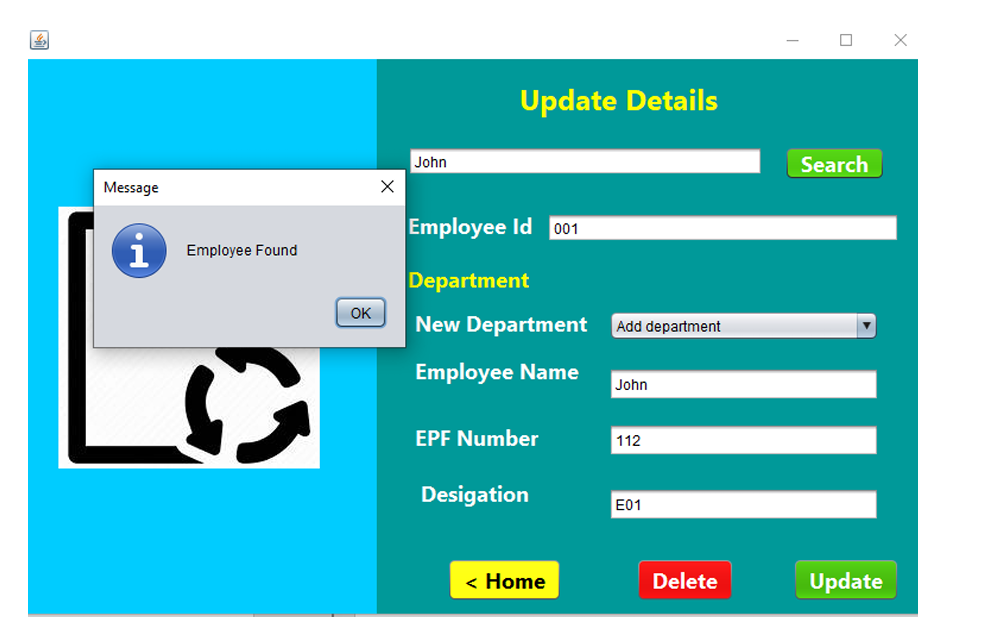 Update Details
John
Search
Message
Employee Found
OK
Employee Id
001
Department
New Department
Add department
Employee Name
John
EPF Number
112
Desigation
E01
< Home
Delete
Update